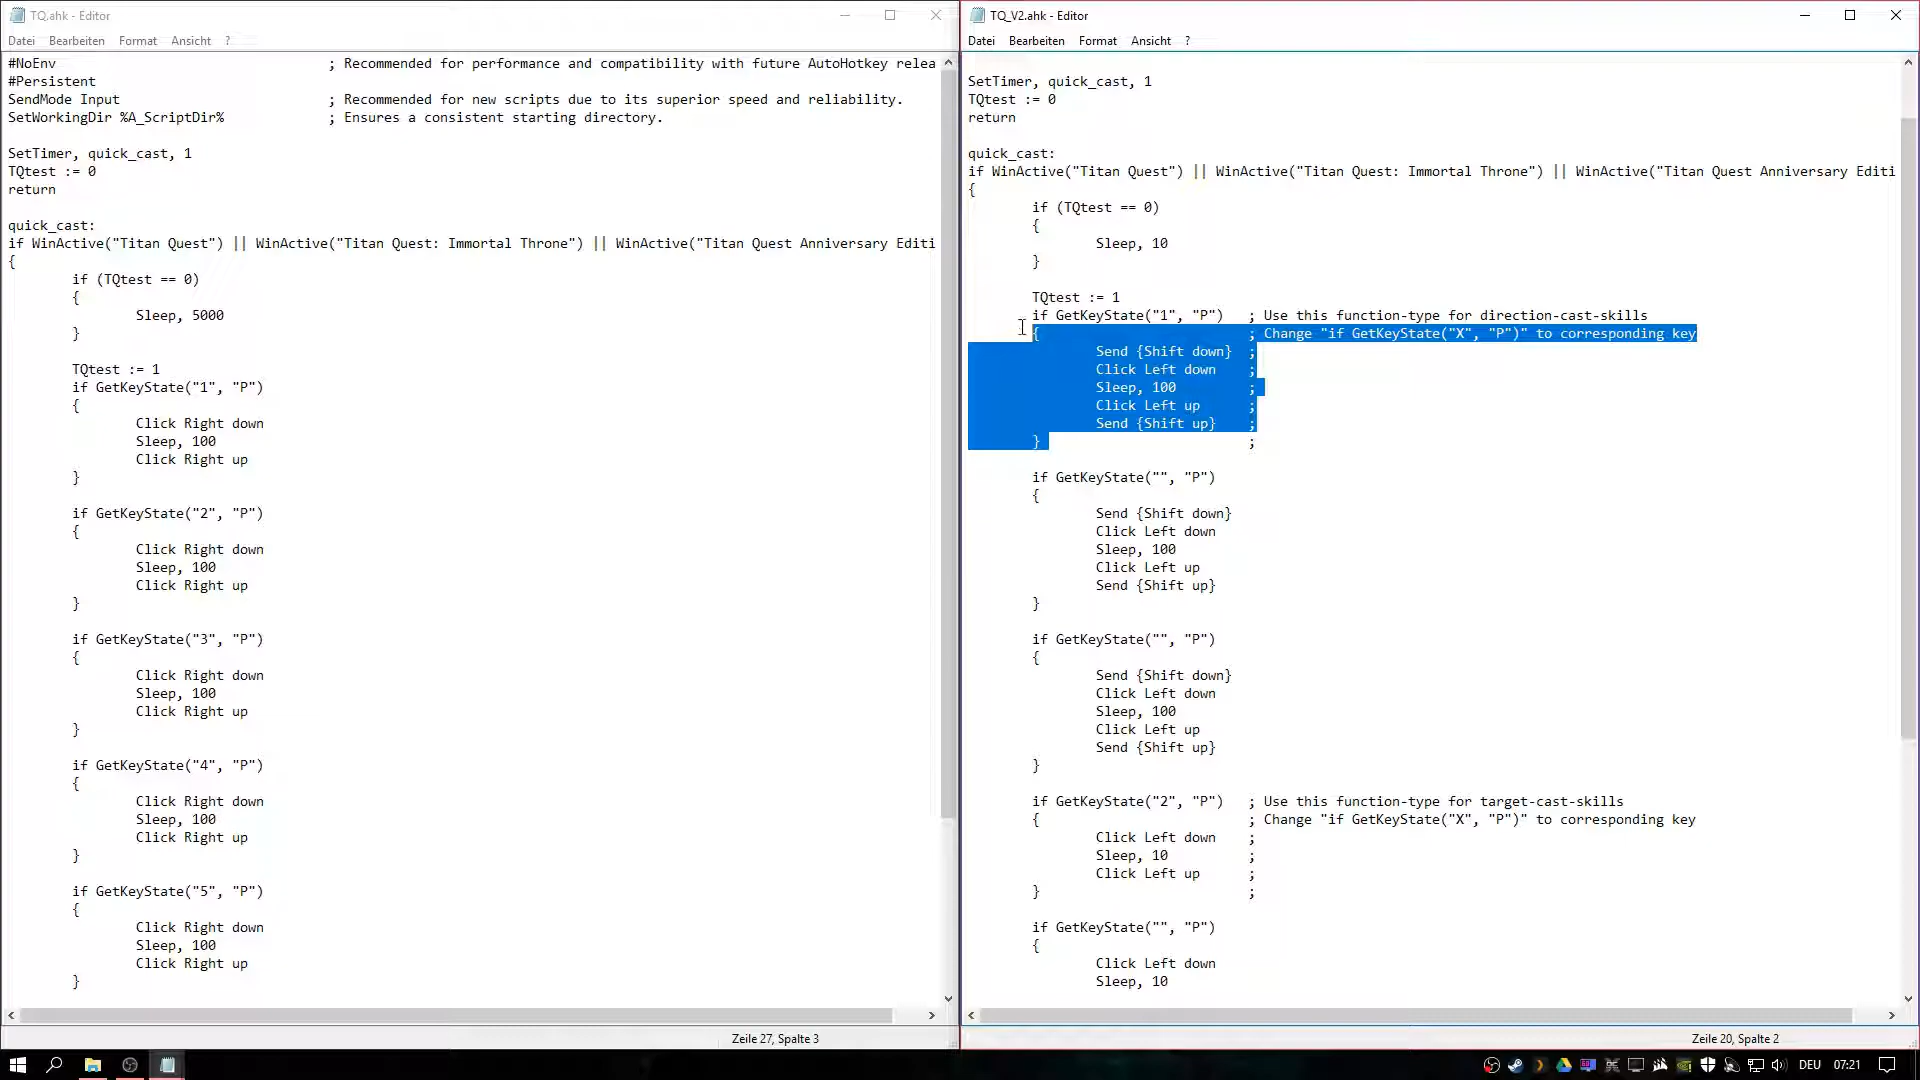 TQ.ahk - Editor
Datei Bearbeiten Format Ansicht ?
#NoEnv ; Recommended for performance and compatibility with future AutoHotkey relea
#Persistent
SendMode Input ; Recommended for new scripts due to its superior speed and reliability.
SetWorkingDir %A_ScriptDir% ; Ensures a consistent starting directory.
SetTimer, quick_cast, 1
TQtest := 0
return
quick_cast:
if WinActive("Titan Quest") || WinActive("Titan Quest: Immortal Throne") || WinActive("Titan Quest Anniversary Editi
{
if (TQtest == 0)
{
Sleep, 5000
}
TQtest := 1
if GetKeyState("1", "P")
{
Click Right down
Sleep, 100
Click Right up
}
if GetKeyState("2", "P")
{
Click Right down
Sleep, 100
Click Right up
}
if GetKeyState("3", "P")
{
Click Right down
Sleep, 100
Click Right up
}
if GetKeyState("4", "P")
{
Click Right down
Sleep, 100
Click Right up
}
if GetKeyState("5", "P")
{
Click Right down
Sleep, 100
Click Right up
}
Zeile 27, Spalte 3
TQ_V2.ahk - Editor
Datei Bearbeiten Format Ansicht ?
SetTimer, quick_cast, 1
TQtest := 0
return
quick_cast:
if WinActive("Titan Quest") || WinActive("Titan Quest: Immortal Throne") || WinActive("Titan Quest Anniversary Editi
{
if (TQtest == 0)
{
Sleep, 10
}
TQtest := 1
if GetKeyState("1", "P") ; Use this function-type for direction-cast-skills
{ ; Change "if GetKeyState("X", "P")" to corresponding key
Send {Shift down} ;
Click Left down ;
Sleep, 100 ;
Click Left up ;
Send {Shift up} ;
} ;
if GetKeyState("", "P")
{
Send {Shift down}
Click Left down
Sleep, 100
Click Left up
Send {Shift up}
}
if GetKeyState("", "P")
{
Send {Shift down}
Click Left down
Sleep, 100
Click Left up
Send {Shift up}
}
if GetKeyState("2", "P") ; Use this function-type for target-cast-skills
{ ; Change "if GetKeyState("X", "P")" to corresponding key
Click Left down ;
Sleep, 10 ;
Click Left up ;
} ;
if GetKeyState("", "P")
{
Click Left down
Sleep, 10
Zeile 20, Spalte 2
DEU 07:21